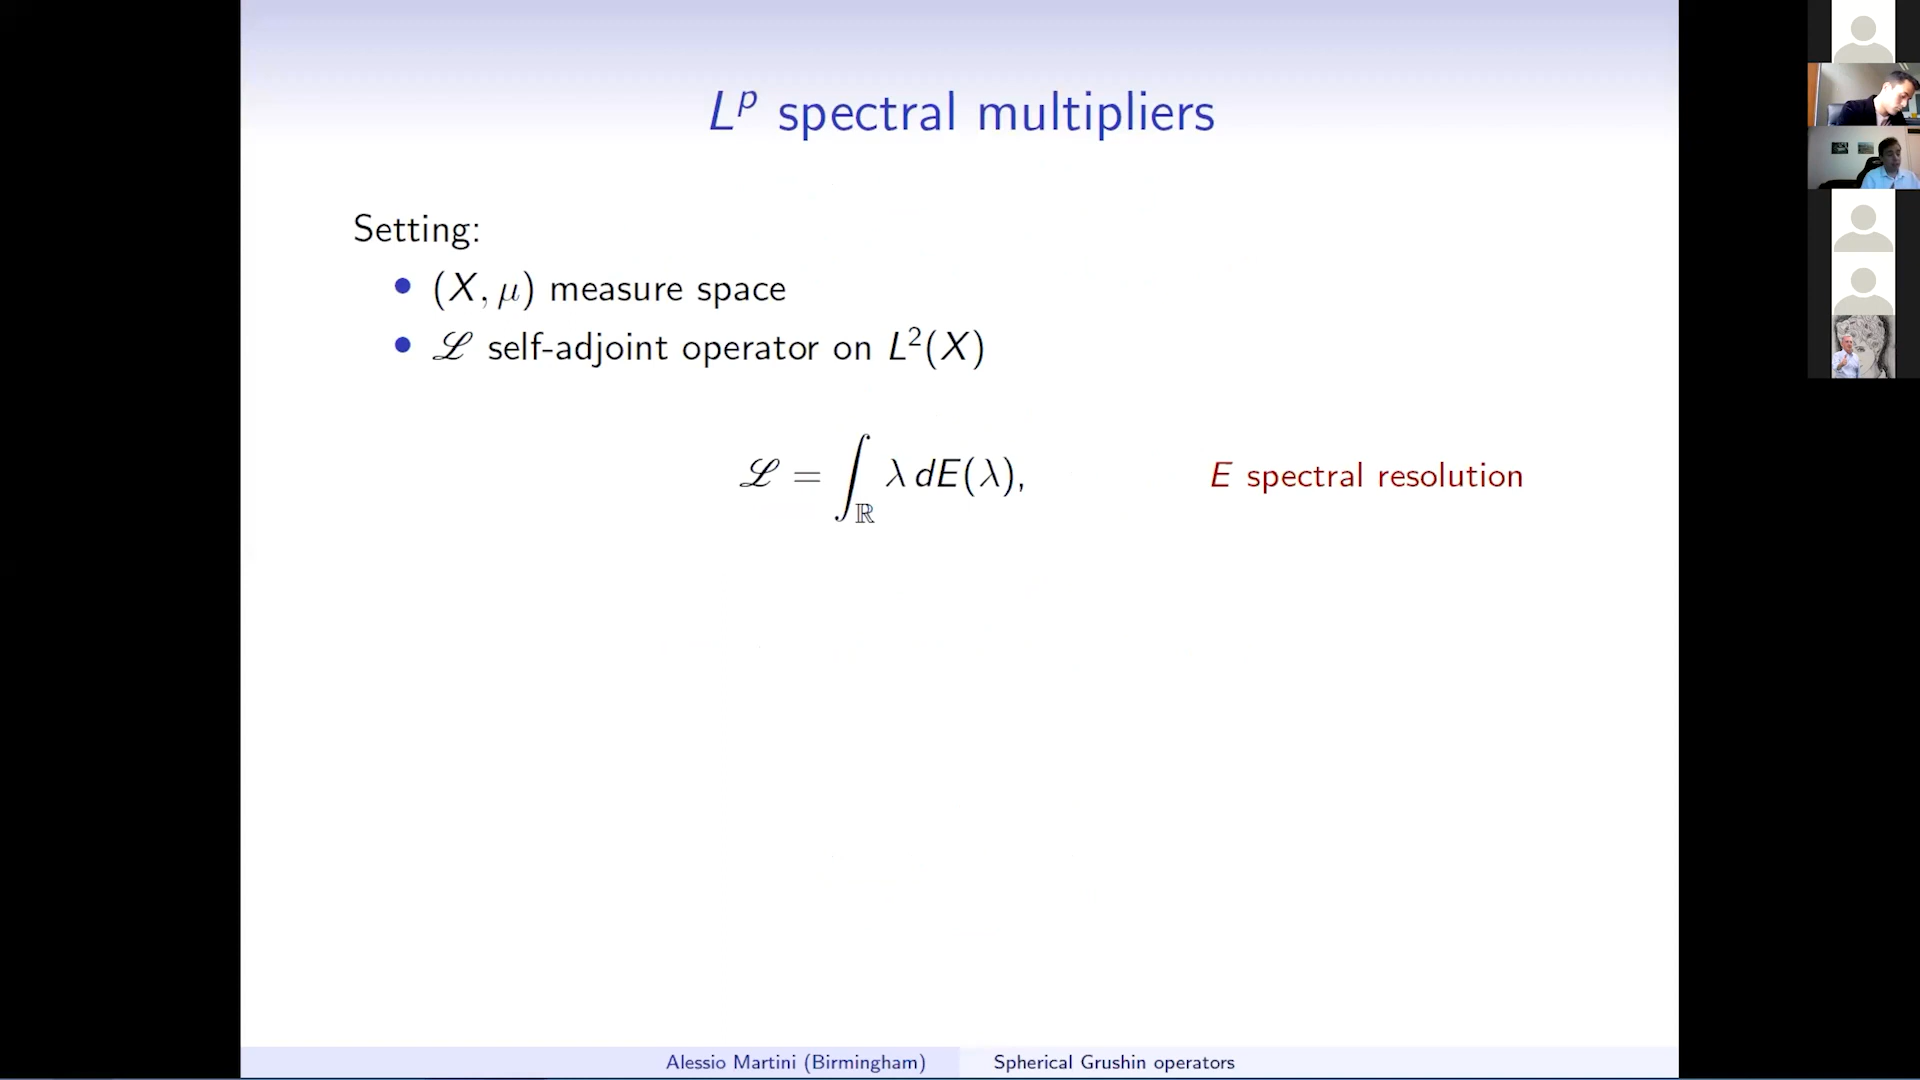 L^p spectral multipliers
Setting:
• (X, μ) measure space
• ℒ self-adjoint operator on L²(X)
ℒ = ∫_ℝ λ dE(λ), E spectral resolution
Alessio Martini (Birmingham) Spherical Grushin operators